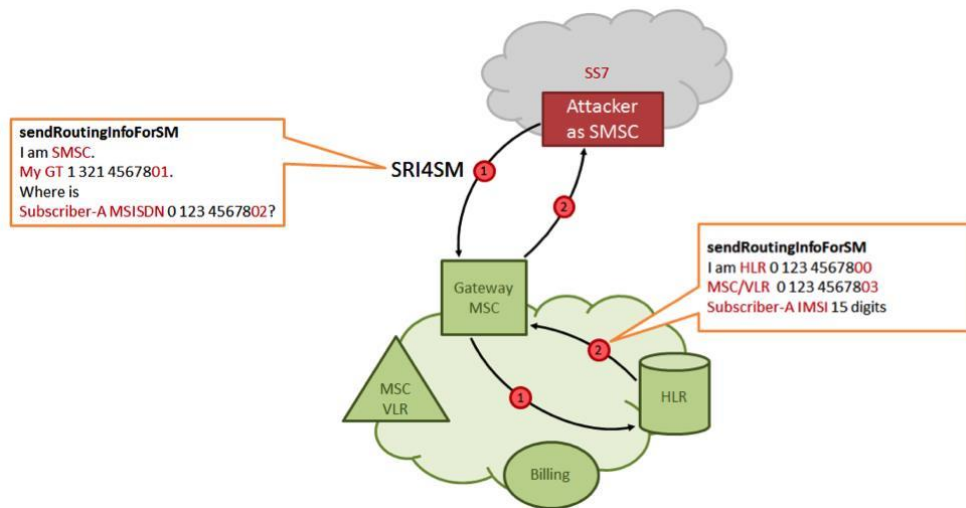 SS7
Attacker
as SMSC
sendRoutingInfoForSM
I am SMSC.
My GT 1 321 4567801.
Where is
Subscriber-A MSISDN 0 123 4567802?
SRI4SM
1
2
sendRoutingInfoForSM
I am HLR 0 123 4567800
MSC/VLR 0 123 4567803
Subscriber-A IMSI 15 digits
Gateway
MSC
2
MSC
VLR
1
HLR
Billing